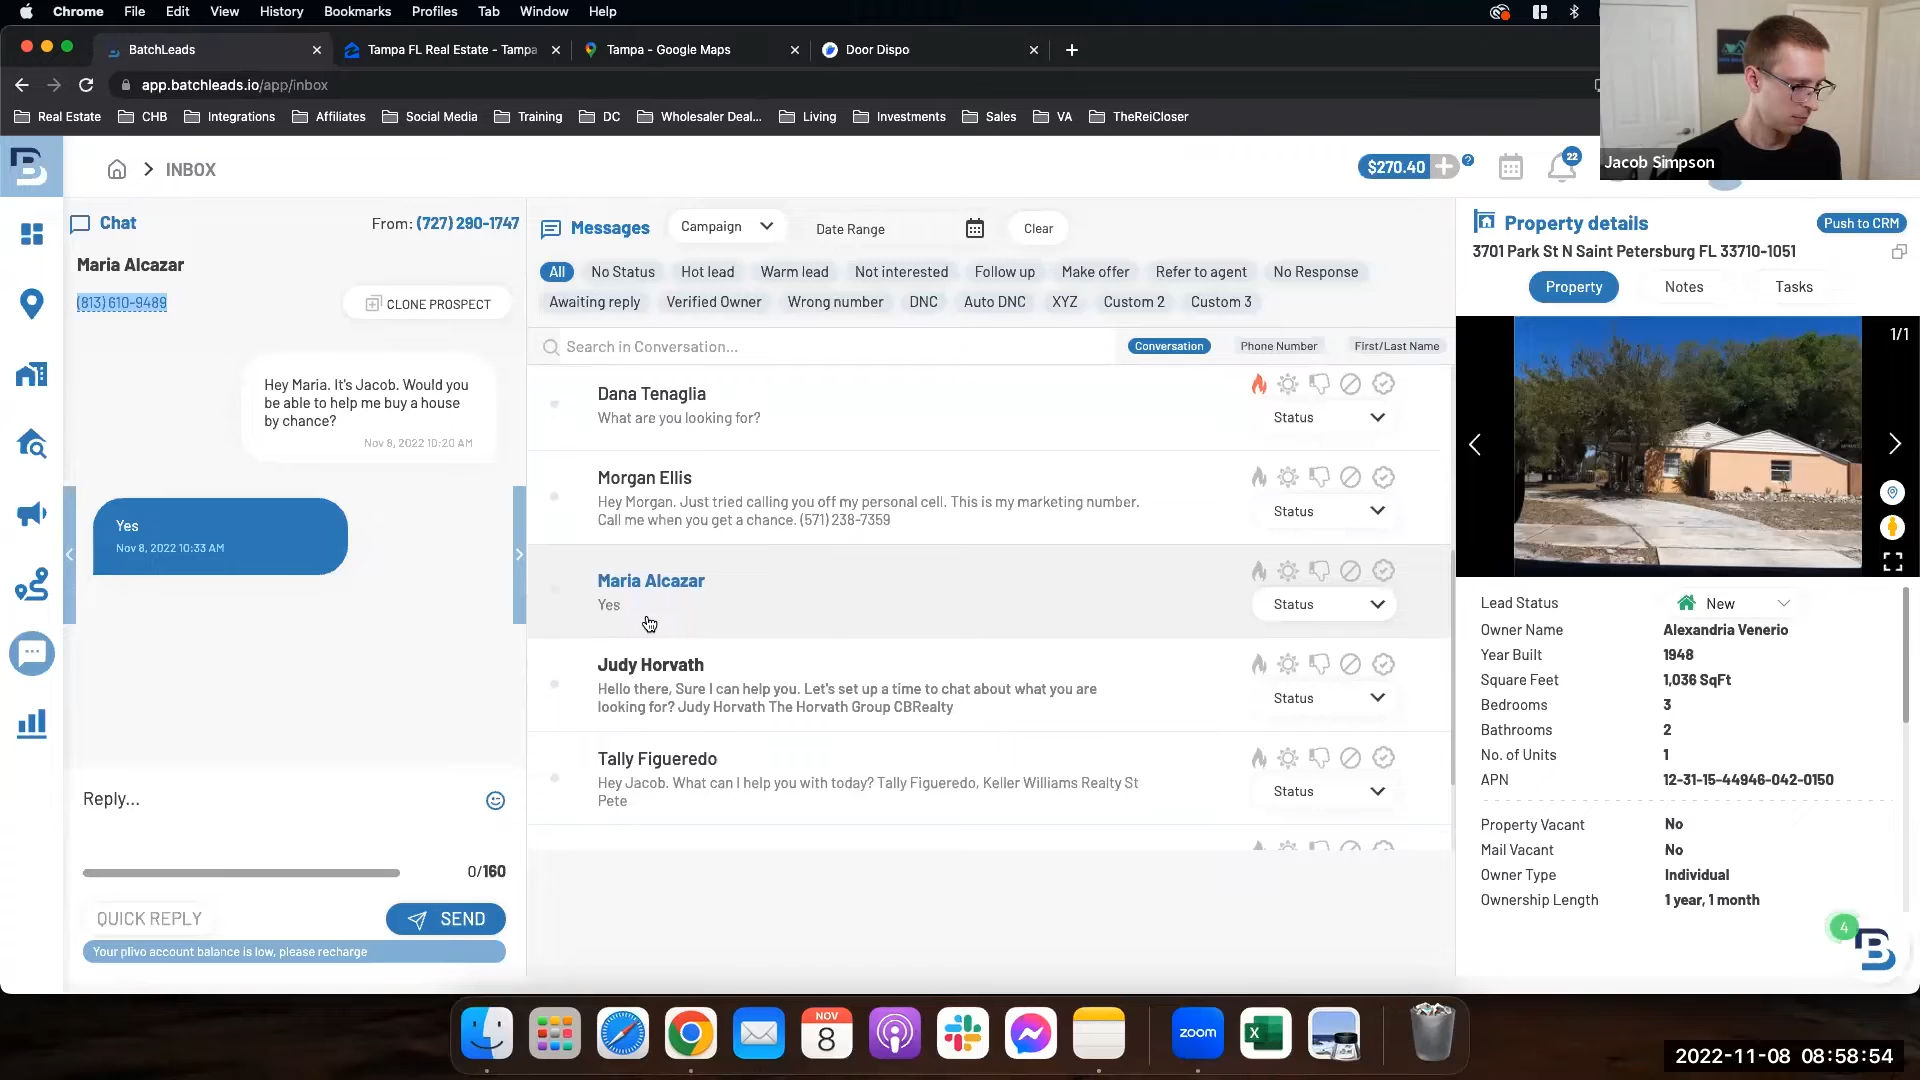 Chrome File Edit View History Bookmarks Profiles Tab Window Help
BatchLeads
Tampa FL Real Estate - Tampa
Tampa - Google Maps
Door Dispo
app.batchleads.io/app/inbox
Real Estate CHB Integrations Affiliates Social Media Training DC Wholesaler Deal... Living Investments Sales VA TheReiCloser
Jacob Simpson
INBOX
$270.40
?
22
Chat
From: (727) 290-1747
Maria Alcazar
(813) 610-9489
CLONE PROSPECT
Hey Maria. It's Jacob. Would you
be able to help me buy a house
by chance?
Nov 8, 2022 10:20 AM
Yes
Nov 8, 2022 10:33 AM
Reply...
0/160
QUICK REPLY
SEND
Your plivo account balance is low, please recharge
Messages
Campaign
Date Range
Clear
All No Status Hot lead Warm lead Not interested Follow up Make offer Refer to agent No Response
Awaiting reply Verified Owner Wrong number DNC Auto DNC XYZ Custom 2 Custom 3
Search in Conversation...
Conversation Phone Number First/Last Name
Dana Tenaglia
What are you looking for?
Status
Morgan Ellis
Hey Morgan. Just tried calling you off my personal cell. This is my marketing number.
Call me when you get a chance. (571) 238-7359
Status
Maria Alcazar
Yes
Status
Judy Horvath
Hello there, Sure I can help you. Let's set up a time to chat about what you are
looking for? Judy Horvath The Horvath Group CBRealty
Status
Tally Figueredo
Hey Jacob. What can I help you with today? Tally Figueredo, Keller Williams Realty St
Pete
Status
Property details
Push to CRM
3701 Park St N Saint Petersburg FL 33710-1051
Property Notes Tasks
1/1
Lead Status New
Owner Name Alexandria Venerio
Year Built 1948
Square Feet 1,036 SqFt
Bedrooms 3
Bathrooms 2
No. of Units 1
APN 12-31-15-44946-042-0150
Property Vacant No
Mail Vacant No
Owner Type Individual
Ownership Length 1 year, 1 month
4
NOV
8
zoom
2022-11-08 08:58:54